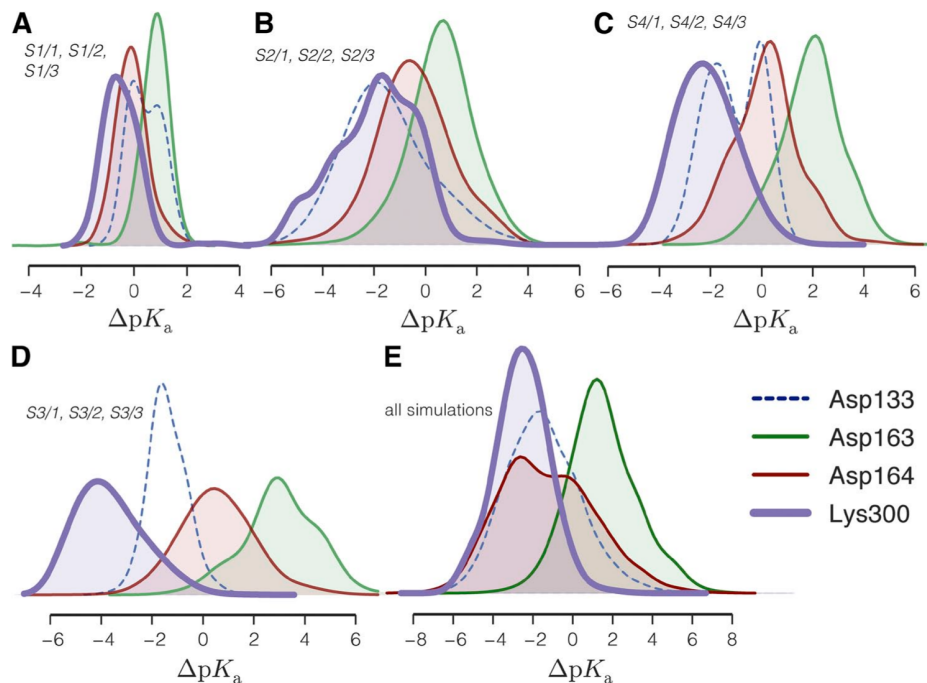 A
S1/1, S1/2,
S1/3
−4 −2 0 2 4
ΔpKa
B
S2/1, S2/2, S2/3
−6 −4 −2 0 2 4 6
ΔpKa
C
S4/1, S4/2, S4/3
−6 −4 −2 0 2 4 6
ΔpKa
D
S3/1, S3/2, S3/3
−6 −4 −2 0 2 4 6
ΔpKa
E
all simulations
−8 −6 −4 −2 0 2 4 6 8
ΔpKa
Asp133
Asp163
Asp164
Lys300